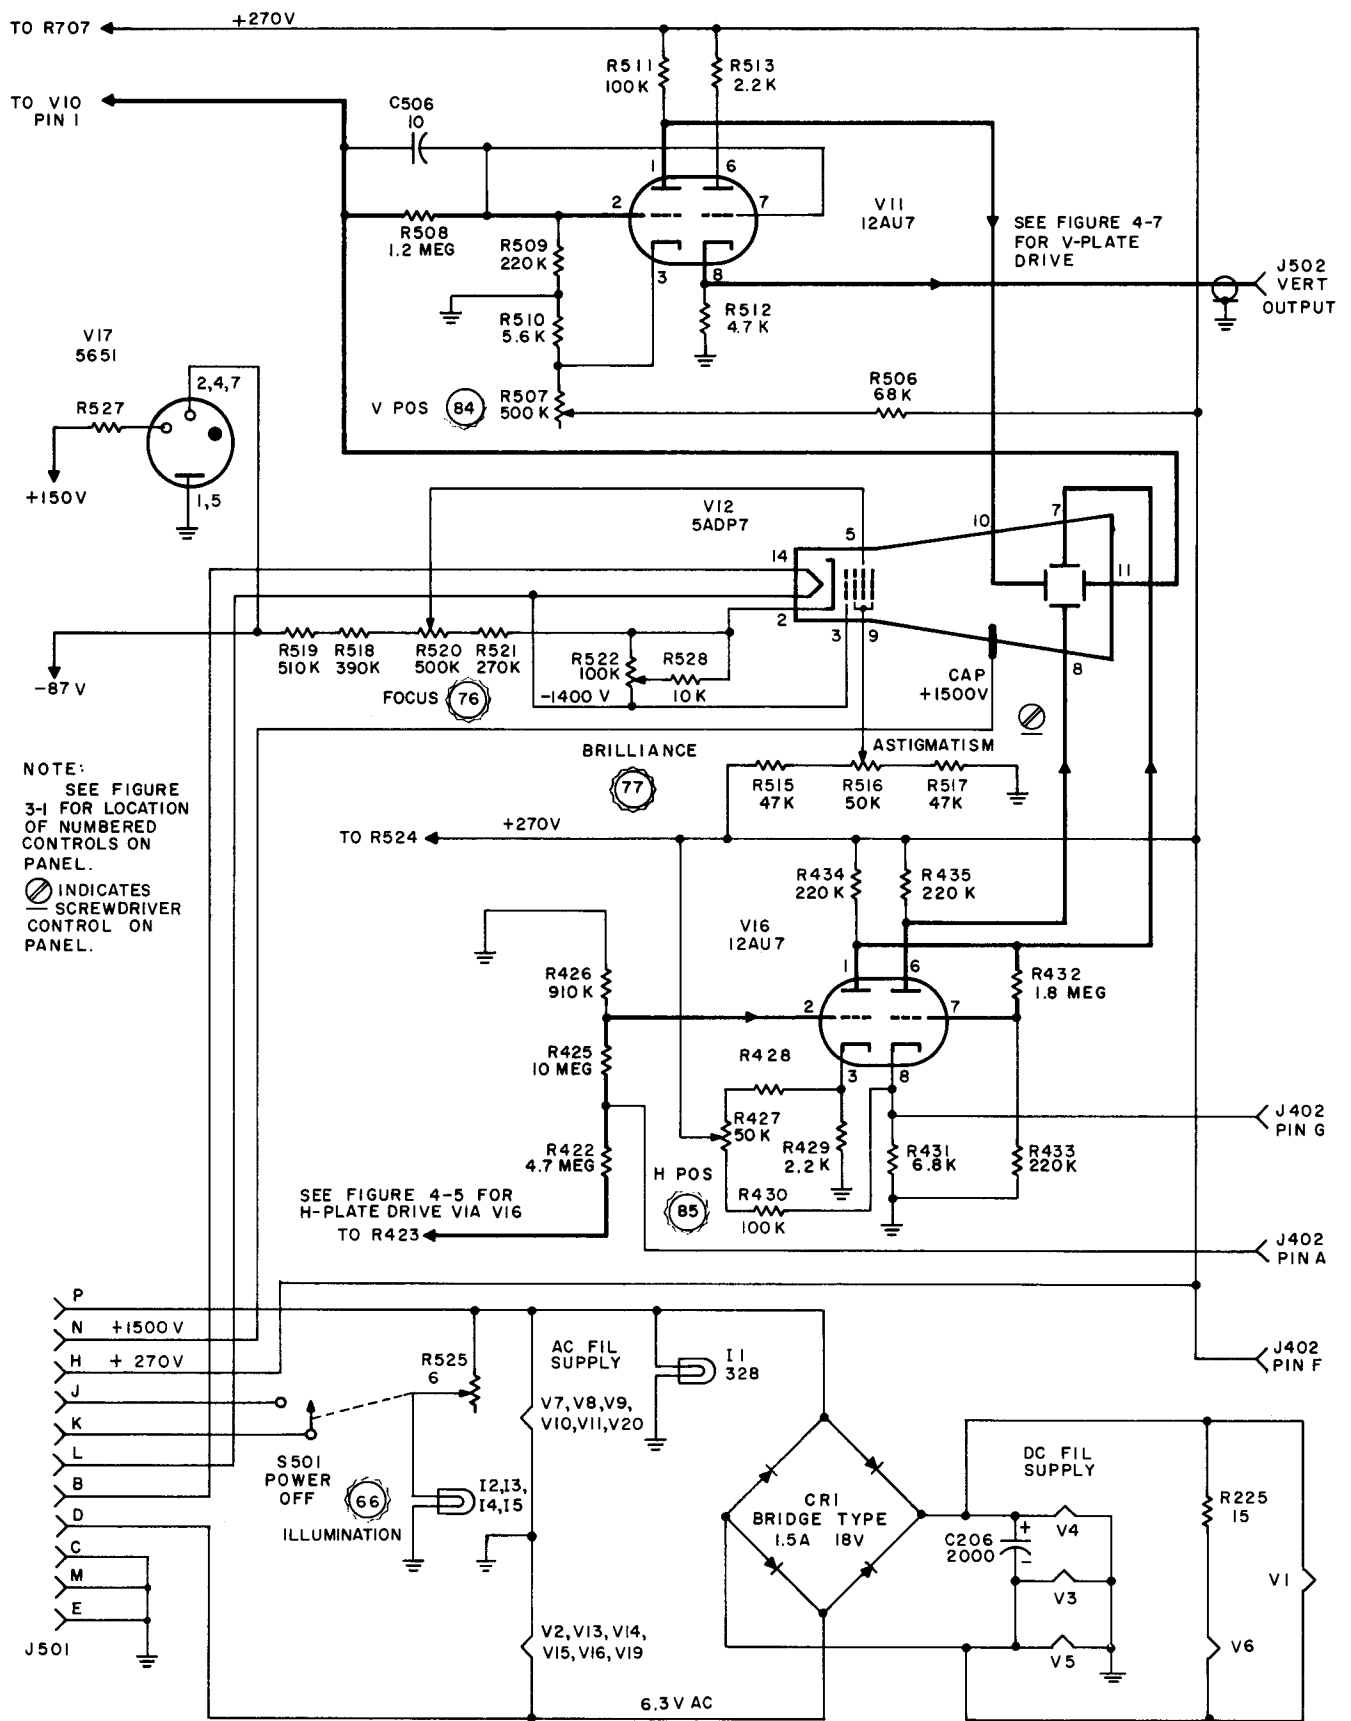 TO R707
+270V
R511
100K
R513
2.2K
TO V10
PIN 1
C506
10
1
6
2
7
V11
12AU7
SEE FIGURE 4-7
FOR V-PLATE
DRIVE
R508
1.2 MEG
R509
220K
3
8
J502
VERT
OUTPUT
R510
5.6K
R512
4.7K
V17
5651
2,4,7
R527
V POS
84
R507
500K
R506
68K
+150V
1,5
V12
5ADP7
10
7
5
14
11
2
3
9
8
R519
510K
R518
390K
R520
500K
R521
270K
R522
100K
R528
10K
-87V
FOCUS
76
-1400 V
CAP
+1500V
BRILLIANCE
77
ASTIGMATISM
R515
47K
R516
50K
R517
47K
NOTE:
SEE FIGURE
3-1 FOR LOCATION
OF NUMBERED
CONTROLS ON
PANEL.
INDICATES
SCREWDRIVER
CONTROL ON
PANEL.
TO R524
+270V
R434
220K
R435
220K
V16
12AU7
1
6
R426
910K
R432
1.8 MEG
2
7
R425
10 MEG
R428
3
8
R427
50K
J402
PIN G
R422
4.7 MEG
R429
2.2K
R431
6.8K
R433
220K
H POS
85
R430
100K
SEE FIGURE 4-5 FOR
H-PLATE DRIVE VIA V16
TO R423
J402
PIN A
P
N +1500V
H + 270V
J
K
L
B
D
C
M
E
J501
R525
6
AC FIL
SUPPLY
I1
328
J402
PIN F
V7,V8,V9,
V10,V11,V20
S501
POWER
OFF
66
ILLUMINATION
I2,I3,
I4,I5
CR1
BRIDGE TYPE
1.5A 18V
DC FIL
SUPPLY
C206
2000
+
-
V4
V3
V5
R225
15
V1
V6
V2,V13,V14,
V15,V16,V19
6.3V AC